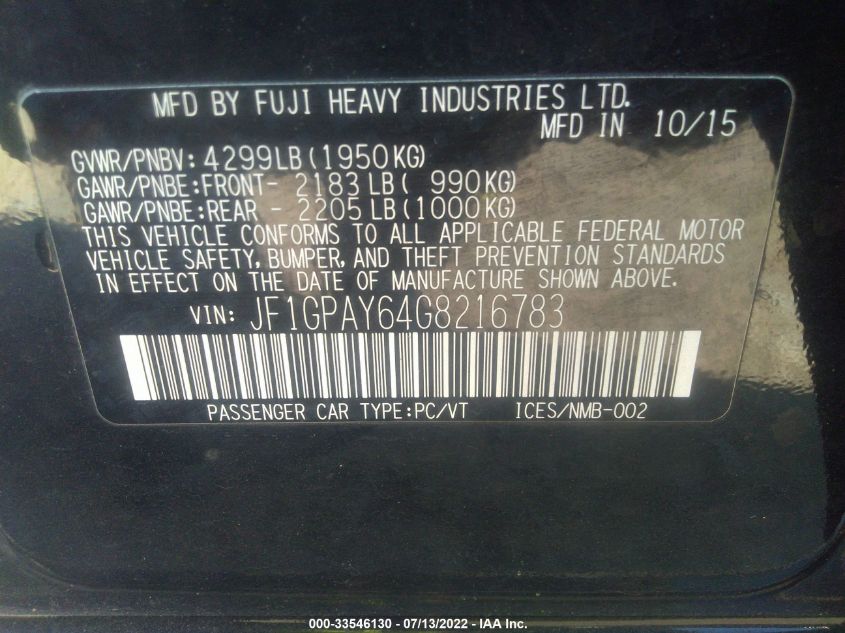 MFD BY FUJI HEAVY INDUSTRIES LTD.
MFD IN 10/15
GVWR/PNBV: 4299LB(1950KG)
GAWR/PNBE:FRONT- 2183LB( 990KG)
GAWR/PNBE:REAR - 2205LB(1000KG)
THIS VEHICLE CONFORMS TO ALL APPLICABLE FEDERAL MOTOR
VEHICLE SAFETY, BUMPER, AND THEFT PREVENTION STANDARDS
IN EFFECT ON THE DATE OF MANUFACTURE SHOWN ABOVE.
VIN: JF1GPAY64G8216783
PASSENGER CAR TYPE:PC/VT ICES/NMB-002
000-33546130 - 07/13/2022 - IAA Inc.